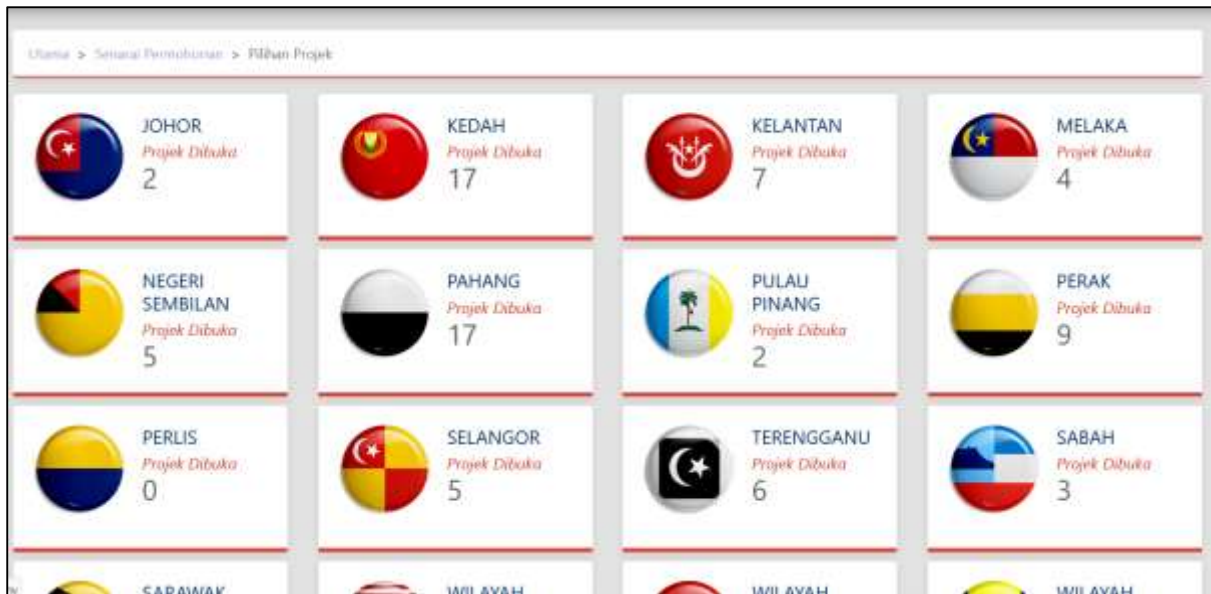 Utama > Senarai Permohonan > Pilihan Projek
JOHOR
Projek Dibuka
2
KEDAH
Projek Dibuka
17
KELANTAN
Projek Dibuka
7
MELAKA
Projek Dibuka
4
NEGERI
SEMBILAN
Projek Dibuka
5
PAHANG
Projek Dibuka
17
PULAU
PINANG
Projek Dibuka
2
PERAK
Projek Dibuka
9
PERLIS
Projek Dibuka
0
SELANGOR
Projek Dibuka
5
TERENGGANU
Projek Dibuka
6
SABAH
Projek Dibuka
3
SARAWAK
WILAYAH
WILAYAH
WILAYAH